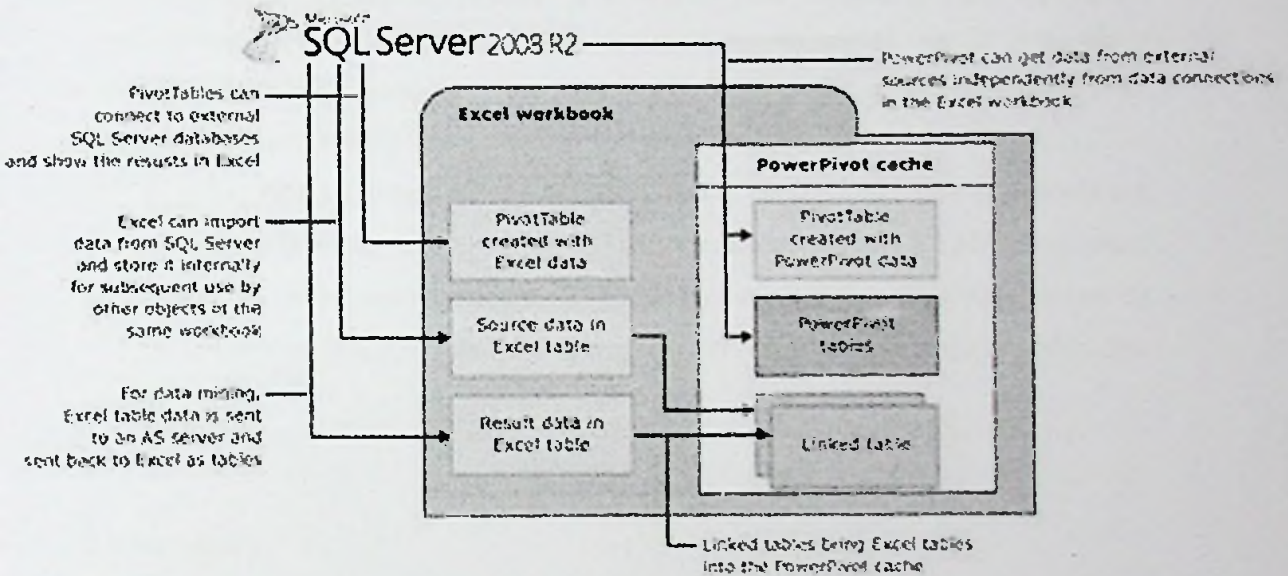 Microsoft
SQL Server 2008 R2
PivotTables can
connect to external
SQL Server databases
and show the resusts in Excel
Excel can import
data from SQL Server
and store it internally
for subsequent use by
other objects of the
same workbook
For data mining,
Excel table data is sent
to an AS server and
sent back to Excel as tables
PowerPivot can get data from external
sources independently from data connections
in the Excel workbook
Excel workbook
PivotTable
created with
Excel data
Source data in
Excel table
Result data in
Excel table
PowerPivot cache
PivotTable
created with
PowerPivot data
PowerPivot
tables
Linked table
Linked tables bring Excel tables
into the PowerPivot cache